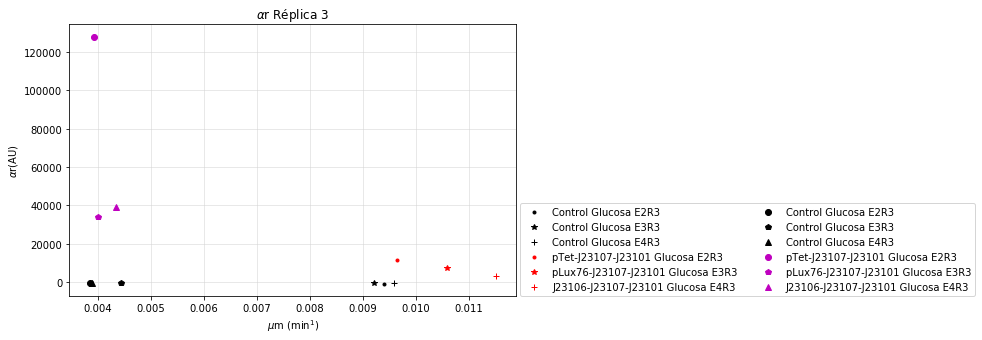 αr Réplica 3
120000
100000
80000
60000
40000
20000
0
αr(AU)
0.004 0.005 0.006 0.007 0.008 0.009 0.010 0.011
μm (min¹)
Control Glucosa E2R3
Control Glucosa E3R3
Control Glucosa E4R3
pTet-J23107-J23101 Glucosa E2R3
pLux76-J23107-J23101 Glucosa E3R3
J23106-J23107-J23101 Glucosa E4R3
Control Glucosa E2R3
Control Glucosa E3R3
Control Glucosa E4R3
pTet-J23107-J23101 Glucosa E2R3
pLux76-J23107-J23101 Glucosa E3R3
J23106-J23107-J23101 Glucosa E4R3